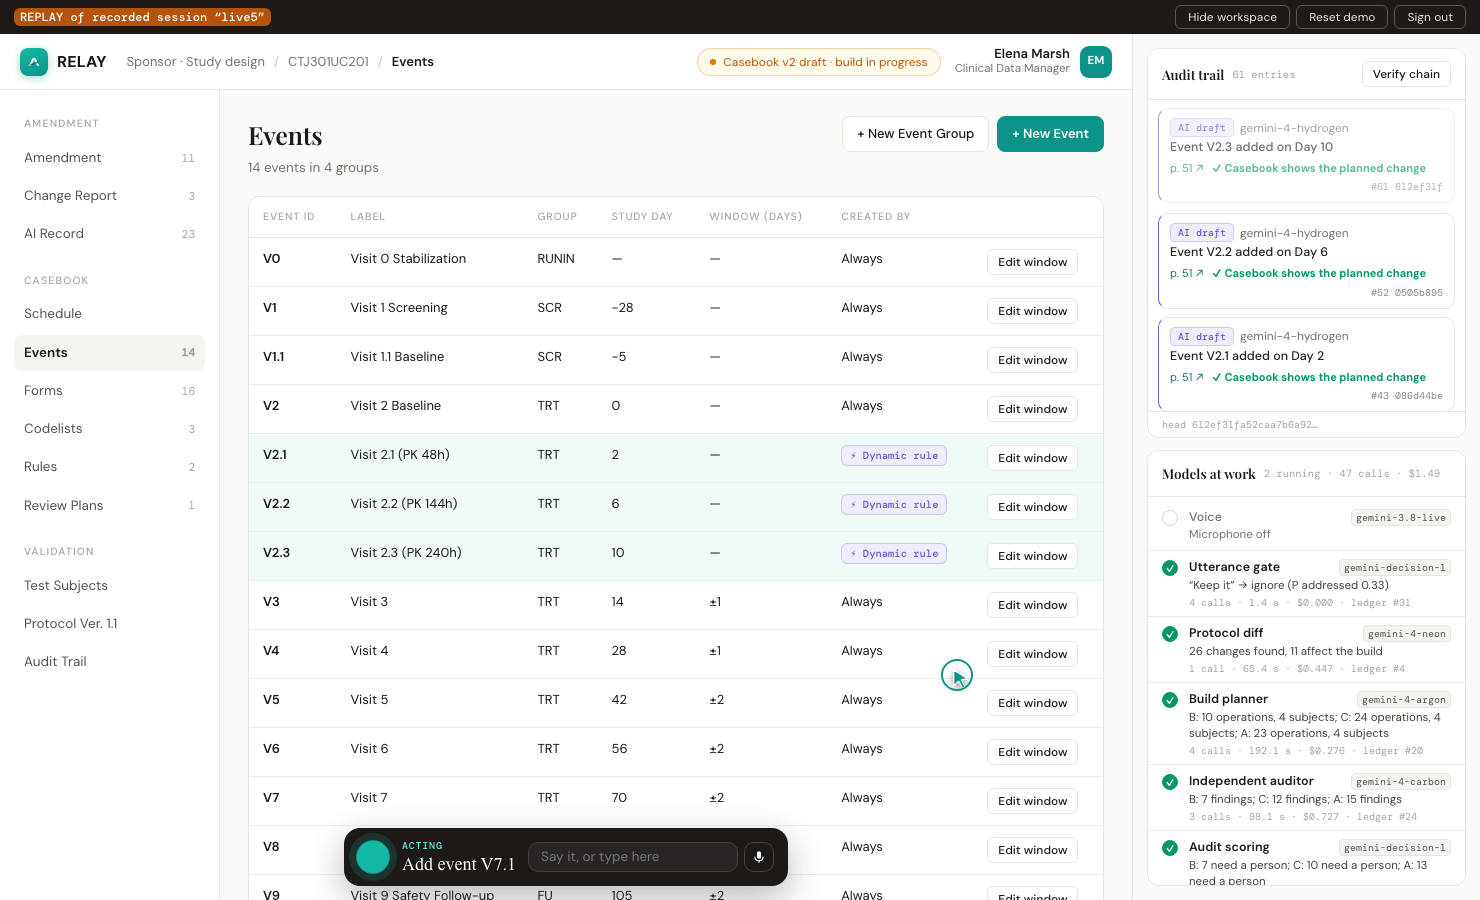 REPLAY of recorded session “live5”
Hide workspace
Reset demo
Sign out
RELAY
Sponsor · Study design / CTJ301UC201 / Events
Casebook v2 draft · build in progress
Elena Marsh
Clinical Data Manager
EM
AMENDMENT
Amendment 11
Change Report 3
AI Record 23
CASEBOOK
Schedule
Events 14
Forms 16
Codelists 3
Rules 2
Review Plans 1
VALIDATION
Test Subjects
Protocol Ver. 1.1
Audit Trail
Events
14 events in 4 groups
+ New Event Group
+ New Event
EVENT ID LABEL GROUP STUDY DAY WINDOW (DAYS) CREATED BY
V0 Visit 0 Stabilization RUNIN — — Always Edit window
V1 Visit 1 Screening SCR -28 — Always Edit window
V1.1 Visit 1.1 Baseline SCR -5 — Always Edit window
V2 Visit 2 Baseline TRT 0 — Always Edit window
V2.1 Visit 2.1 (PK 48h) TRT 2 — ⚡ Dynamic rule Edit window
V2.2 Visit 2.2 (PK 144h) TRT 6 — ⚡ Dynamic rule Edit window
V2.3 Visit 2.3 (PK 240h) TRT 10 — ⚡ Dynamic rule Edit window
V3 Visit 3 TRT 14 ±1 Always Edit window
V4 Visit 4 TRT 28 ±1 Always Edit window
V5 Visit 5 TRT 42 ±2 Always Edit window
V6 Visit 6 TRT 56 ±2 Always Edit window
V7 Visit 7 TRT 70 ±2 Always Edit window
V8 Always Edit window
V9 Visit 9 Safety Follow-up FU 105 ±2 Always Edit window
ACTING
Add event V7.1
Say it, or type here
Audit trail 61 entries
Verify chain
AI draft gemini-4-hydrogen
Event V2.3 added on Day 10
p. 51 ↗ ✓ Casebook shows the planned change
#61 612ef31f
AI draft gemini-4-hydrogen
Event V2.2 added on Day 6
p. 51 ↗ ✓ Casebook shows the planned change
#52 0505b895
AI draft gemini-4-hydrogen
Event V2.1 added on Day 2
p. 51 ↗ ✓ Casebook shows the planned change
#43 086d44be
head 612ef31fa52caa7b6a92…
Models at work 2 running · 47 calls · $1.49
Voice gemini-3.8-live
Microphone off
Utterance gate gemini-decision-1
“Keep it” → ignore (P addressed 0.33)
4 calls · 1.4 s · $0.000 · ledger #31
Protocol diff gemini-4-neon
26 changes found, 11 affect the build
1 call · 65.4 s · $0.447 · ledger #4
Build planner gemini-4-argon
B: 10 operations, 4 subjects; C: 24 operations, 4
subjects; A: 23 operations, 4 subjects
4 calls · 192.1 s · $0.276 · ledger #20
Independent auditor gemini-4-carbon
B: 7 findings; C: 12 findings; A: 15 findings
3 calls · 98.1 s · $0.727 · ledger #24
Audit scoring gemini-decision-1
B: 7 need a person; C: 10 need a person; A: 13
need a person